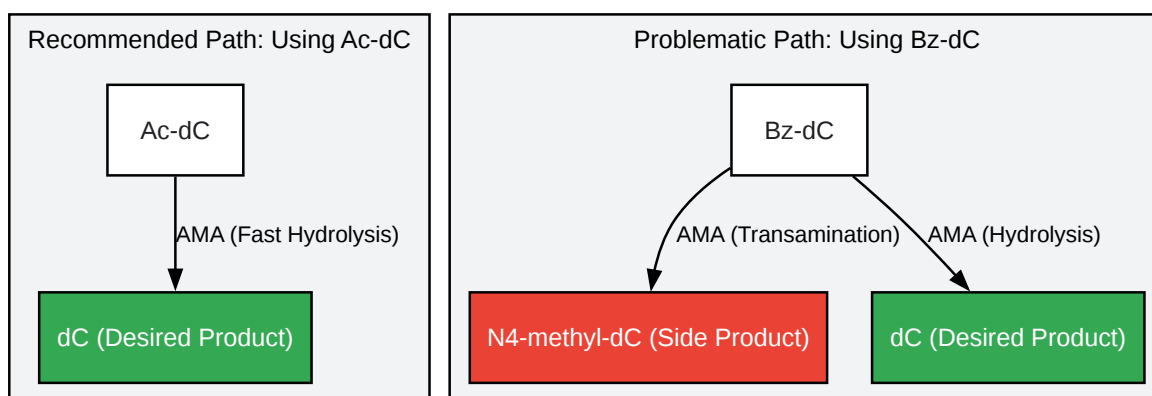 Recommended Path: Using Ac-dC
Ac-dC
AMA (Fast Hydrolysis)
dC (Desired Product)
Problematic Path: Using Bz-dC
Bz-dC
AMA (Transamination)
AMA (Hydrolysis)
N4-methyl-dC (Side Product)
dC (Desired Product)